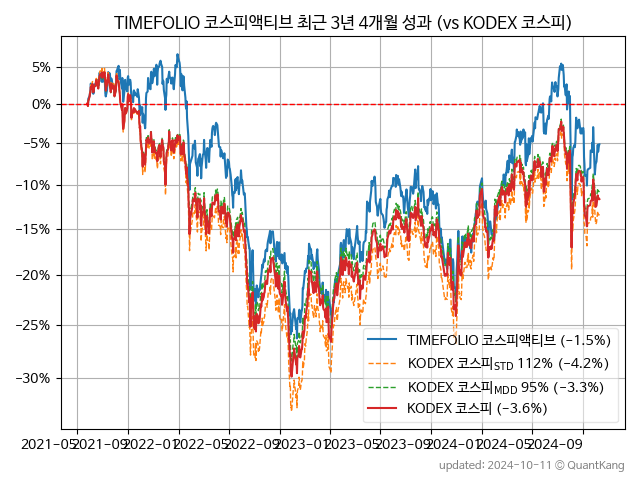 TIMEFOLIO 코스피액티브 최근 3년 4개월 성과 (vs KODEX 코스피)
5%
0%
−5%
−10%
−15%
−20%
−25%
−30%
TIMEFOLIO 코스피액티브 (−1.5%)
KODEX 코스피STD 112% (−4.2%)
KODEX 코스피MDD 95% (−3.3%)
KODEX 코스피 (−3.6%)
2021-05 2021-09 2022-01 2022-05 2022-09 2023-01 2023-05 2023-09 2024-01 2024-05 2024-09
updated: 2024-10-11 © QuantKang